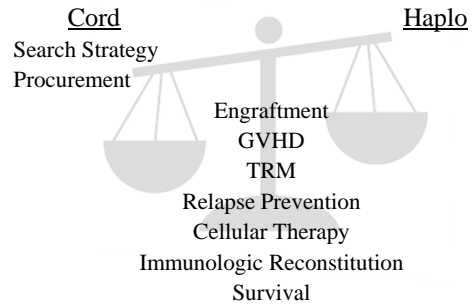 Cord Haplo
Search Strategy
Procurement
Engraftment
GVHD
TRM
Relapse Prevention
Cellular Therapy
Immunologic Reconstitution
Survival